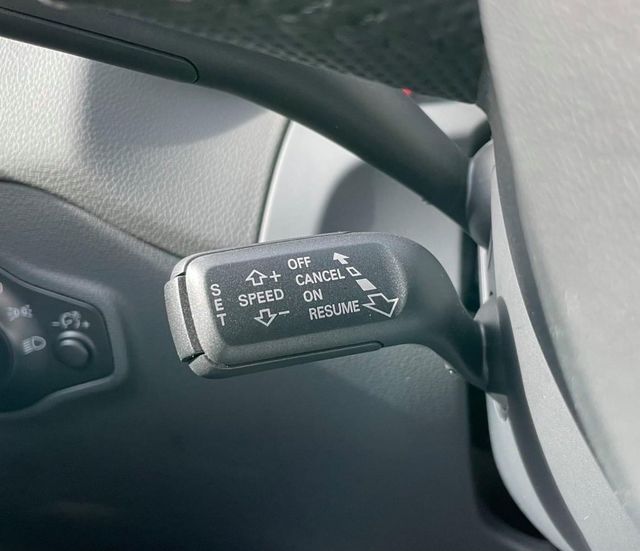 SET
OFF
+ CANCEL
SPEED ON
- RESUME